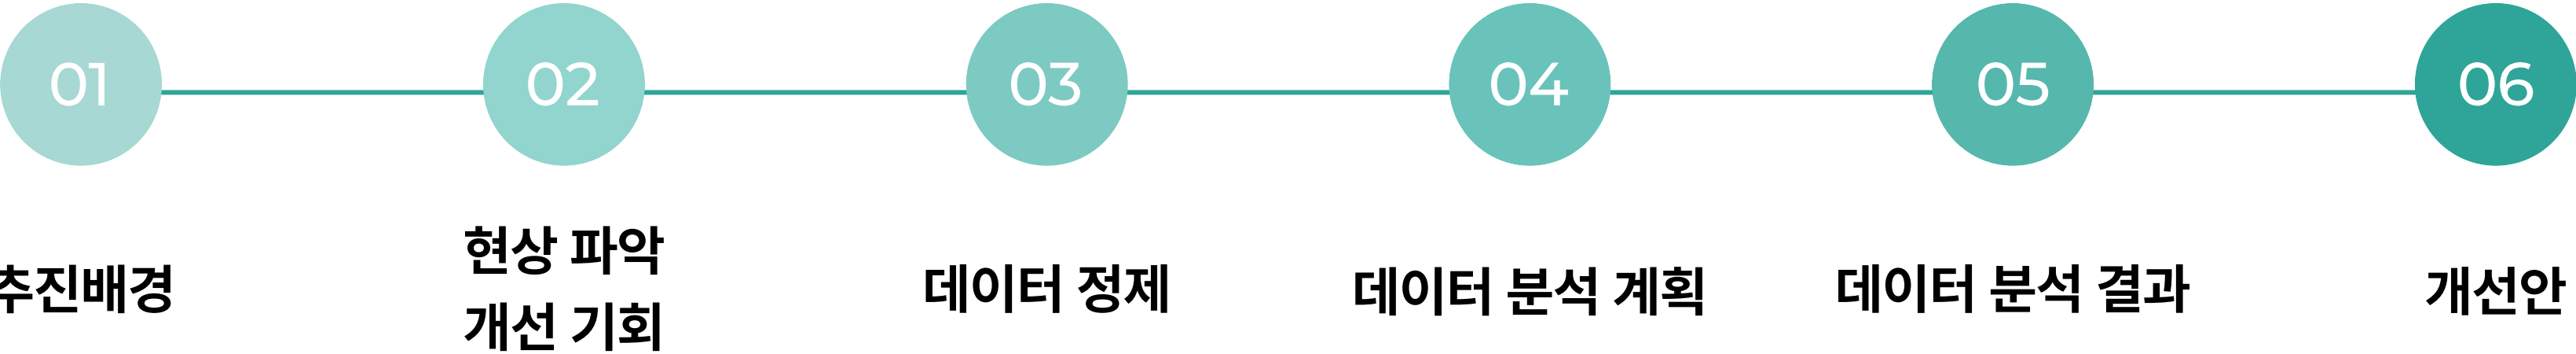 01
02
03
04
05
06
추진배경
현상 파악
개선 기회
데이터 정제
데이터 분석 계획
데이터 분석 결과
개선안